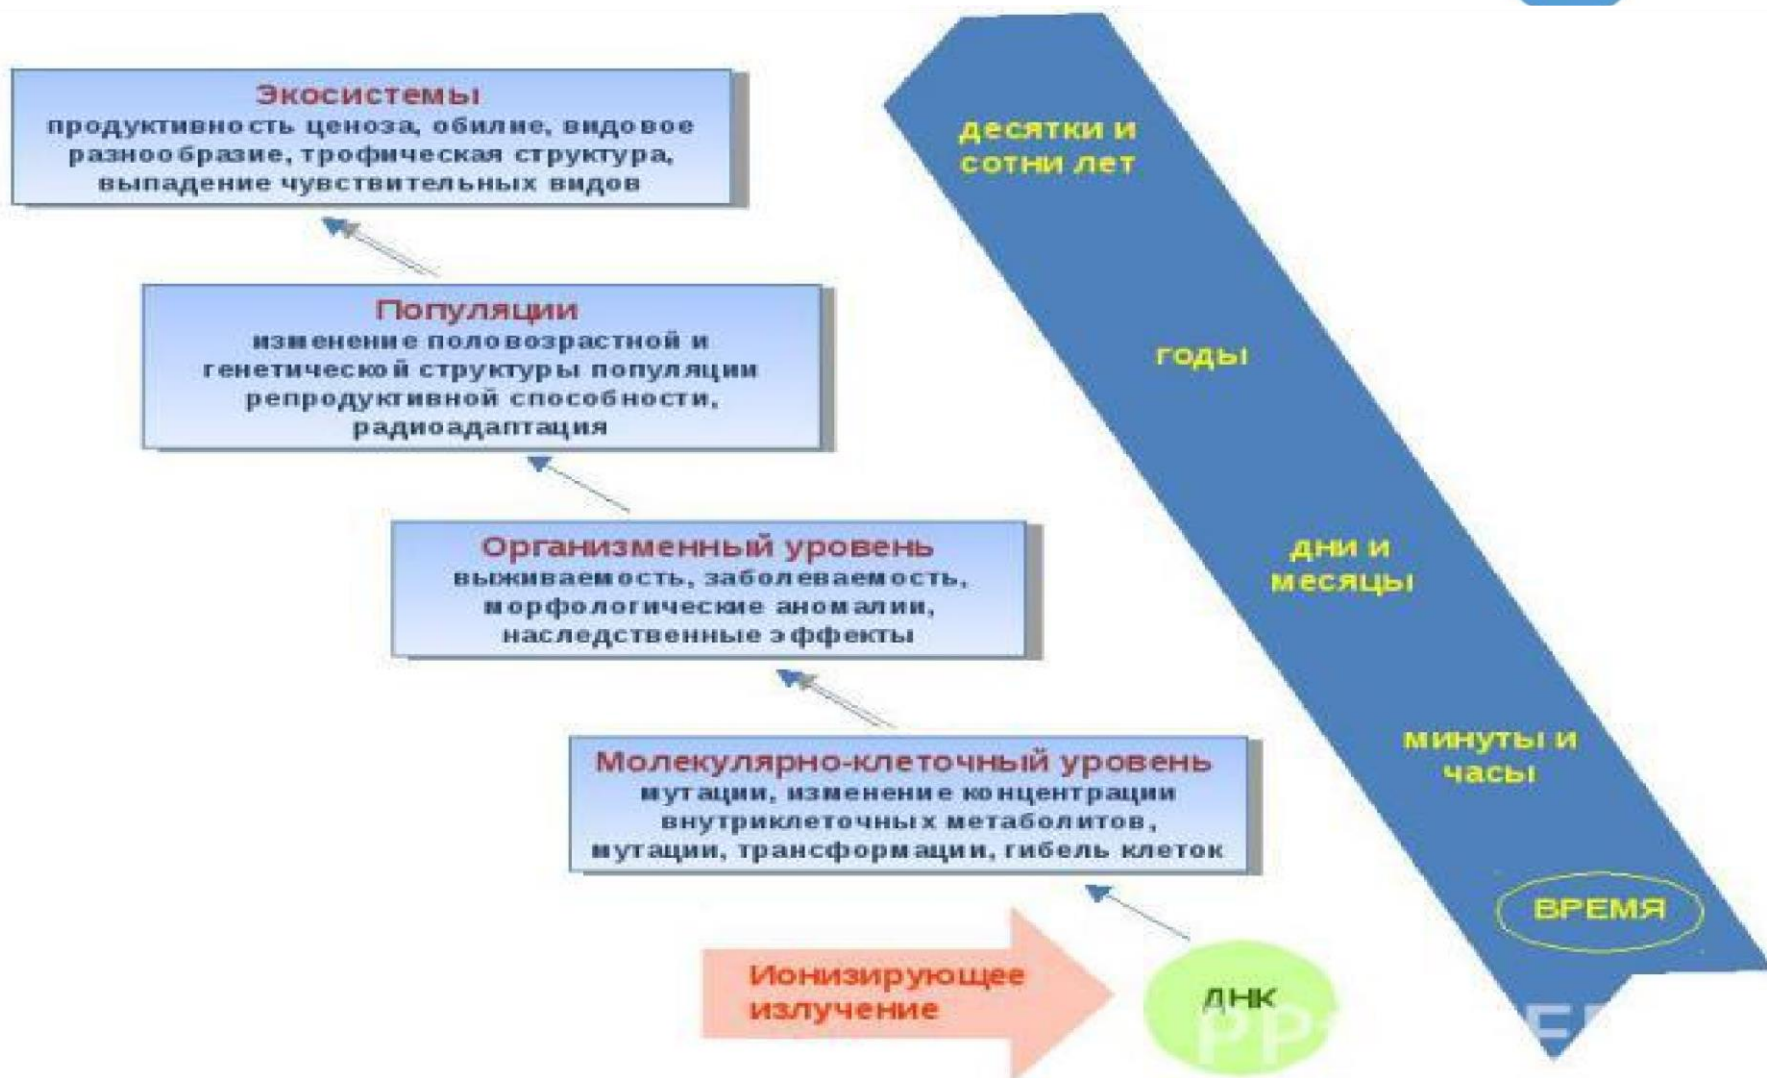 Экосистемы
продуктивность ценоза, обилие, видовое
разнообразие, трофическая структура,
выпадение чувствительных видов
Популяции
изменение половозрастной и
генетической структуры популяции
репродуктивной способности,
радиоадаптация
Организменный уровень
выживаемость, заболеваемость,
морфологические аномалии,
наследственные эффекты
Молекулярно-клеточный уровень
мутации, изменение концентрации
внутриклеточных метаболитов,
мутации, трансформации, гибель клеток
Ионизирующее
излучение
ДНК
десятки и
сотни лет
годы
дни и
месяцы
минуты и
часы
ВРЕМЯ